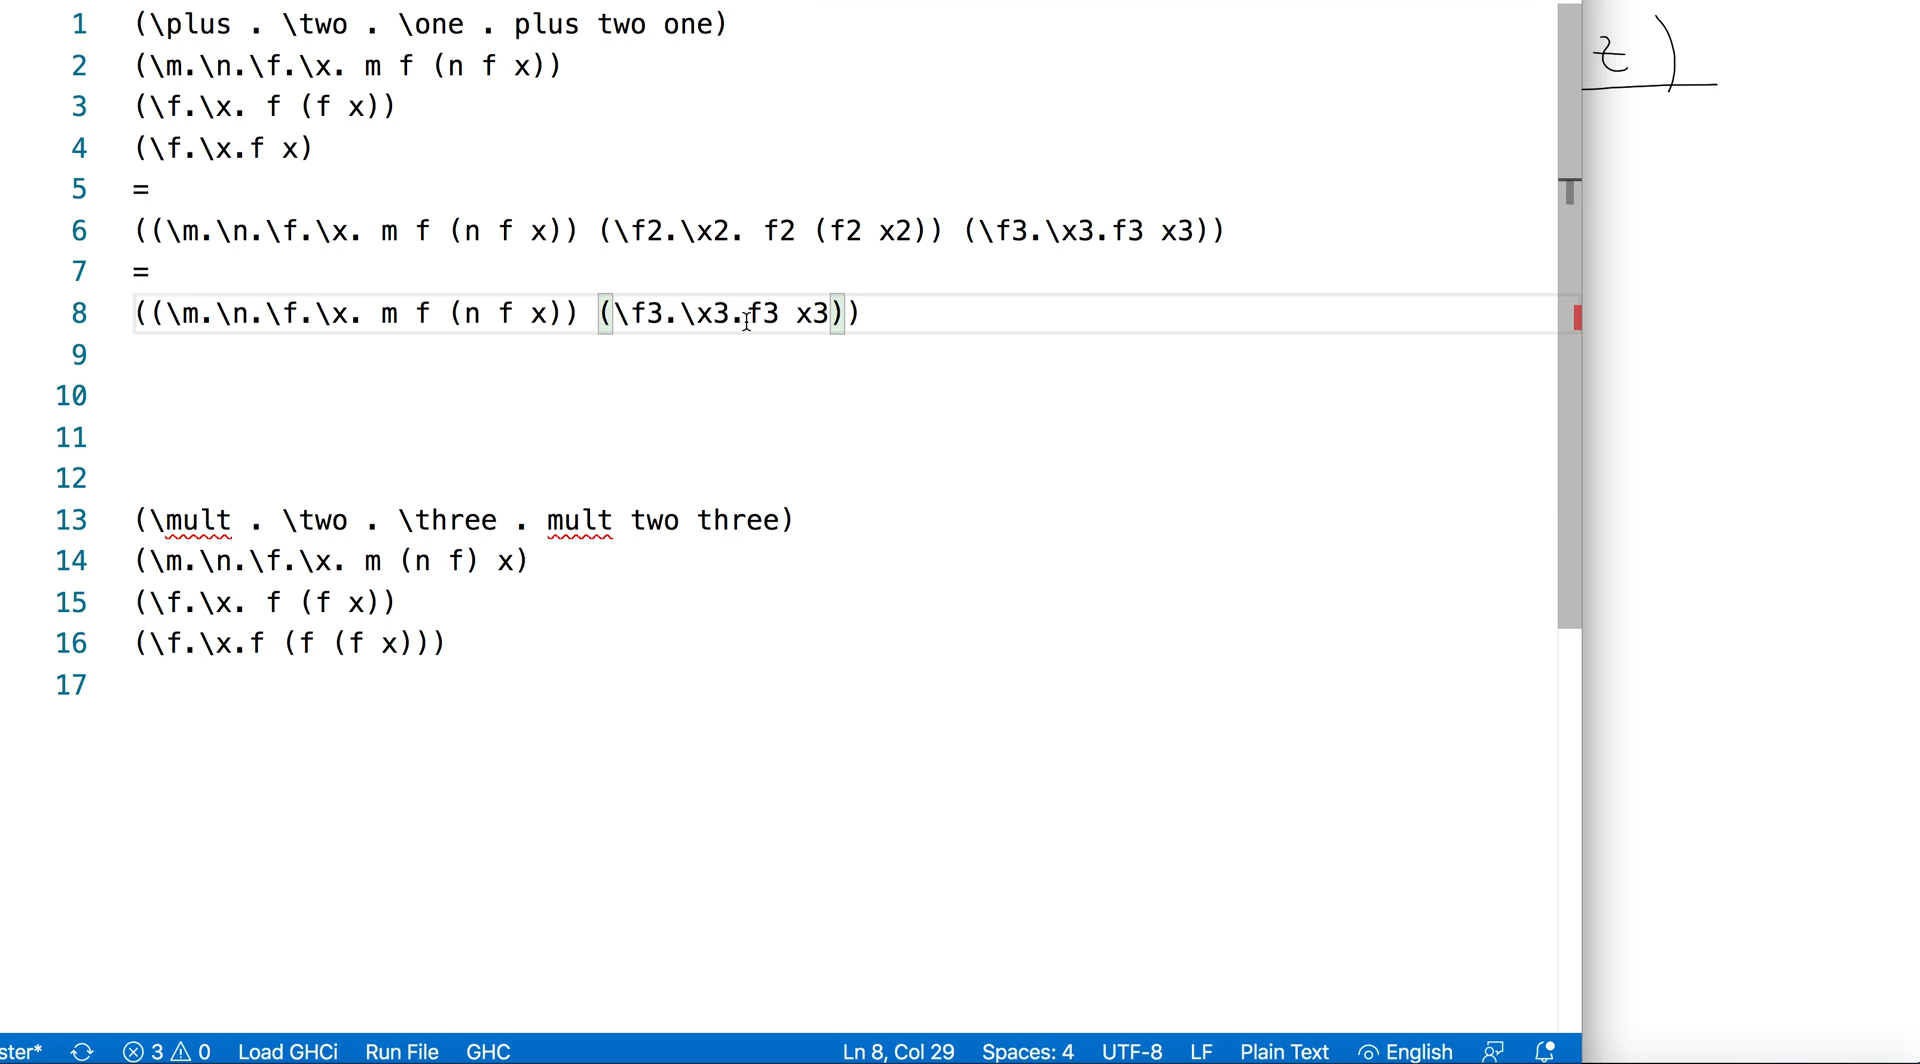 1 (\plus . \two . \one . plus two one)
2 (\m.\n.\f.\x. m f (n f x))
3 (\f.\x. f (f x))
4 (\f.\x.f x)
5 =
6 ((\m.\n.\f.\x. m f (n f x)) (\f2.\x2. f2 (f2 x2)) (\f3.\x3.f3 x3))
7 =
8 ((\m.\n.\f.\x. m f (n f x)) (\f3.\x3.f3 x3))
9
10
11
12
13 (\mult . \two . \three . mult two three)
14 (\m.\n.\f.\x. m (n f) x)
15 (\f.\x. f (f x))
16 (\f.\x.f (f (f x)))
17
z )
ster* 3 0 Load GHCi Run File GHC Ln 8, Col 29 Spaces: 4 UTF-8 LF Plain Text English